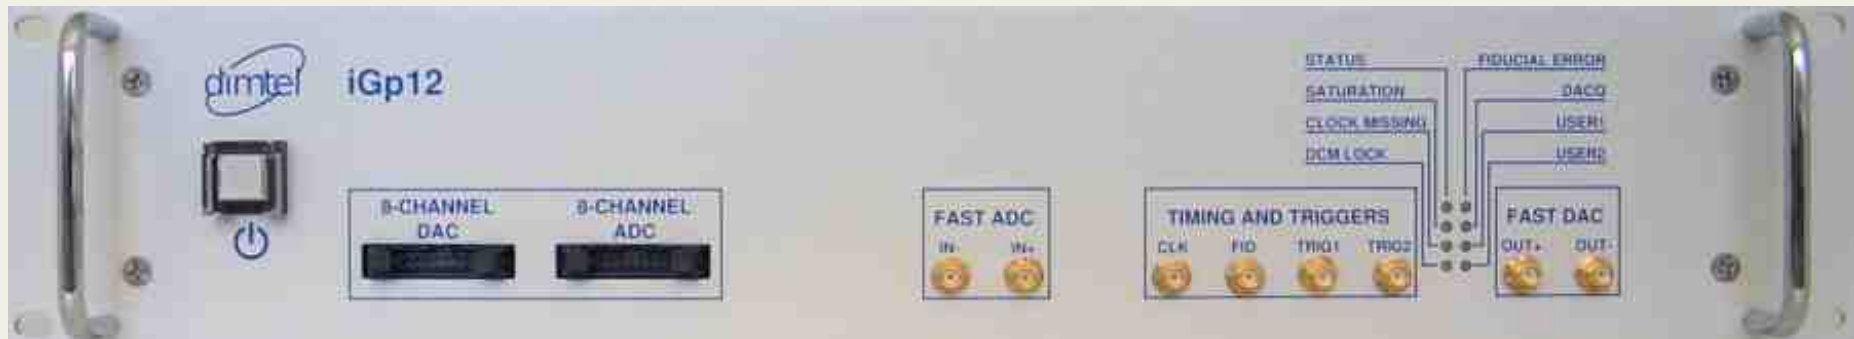 dimtel
iGp12
8-CHANNEL
DAC
8-CHANNEL
ADC
FAST ADC
IN-
IN+
TIMING AND TRIGGERS
CLK
FID
TRIG1
TRIG2
STATUS
SATURATION
CLOCK MISSING
DCM LOCK
FIDUCIAL ERROR
DACQ
USER1
USER2
FAST DAC
OUT+
OUT-